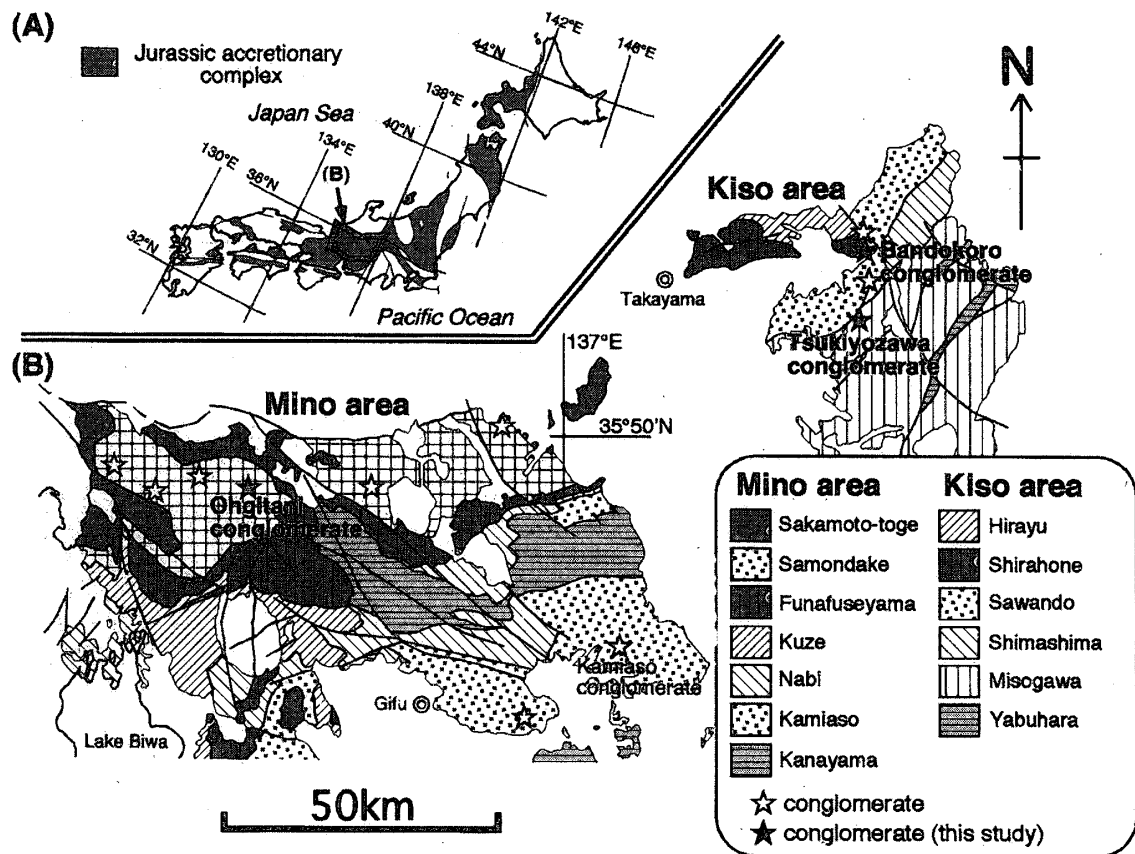 (A)
Jurassic accretionary
complex
Japan Sea
Pacific Ocean
130°E
134°E
138°E
142°E
146°E
44°N
40°N
36°N
32°N
(B)
N
Kiso area
Bandokoro
conglomerate
Takayama
Tsukiyozawa
conglomerate
(B)
Mino area
137°E
35°50'N
Ohgitani
conglomerate
Kamiaso
conglomerate
Gifu
Lake Biwa
50km
Mino area
Sakamoto-toge
Samondake
Funafuseyama
Kuze
Nabi
Kamiaso
Kanayama
Kiso area
Hirayu
Shirahone
Sawando
Shimashima
Misogawa
Yabuhara
conglomerate
conglomerate (this study)